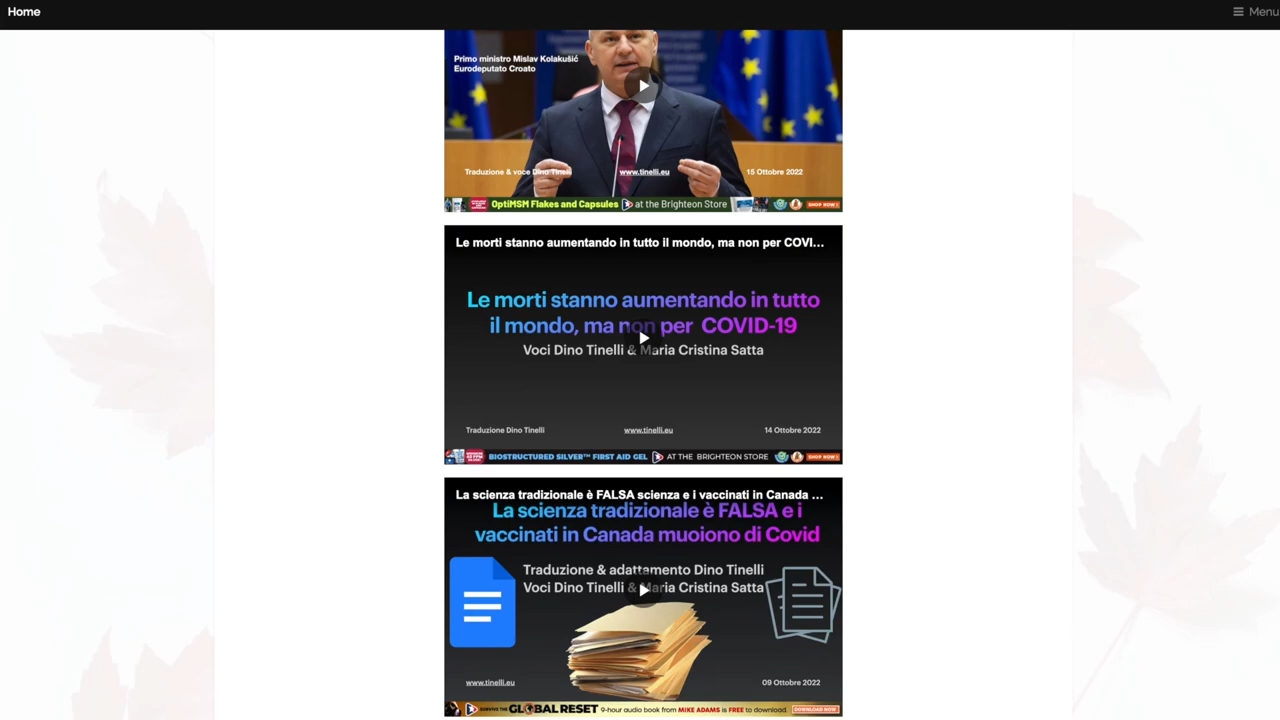 Home
Menu
Primo ministro Mislav Kolakušić
Eurodeputato Croato
Traduzione & voce Dino Tinelli
www.tinelli.eu
15 Ottobre 2022
OptiMSM Flakes and Capsules at the Brighteon Store
SHOP NOW!
Le morti stanno aumentando in tutto il mondo, ma non per COVI...
Le morti stanno aumentando in tutto
il mondo, ma non per COVID-19
Voci Dino Tinelli & Maria Cristina Satta
Traduzione Dino Tinelli
www.tinelli.eu
14 Ottobre 2022
BIOSTRUCTURED SILVER™ FIRST AID GEL AT THE BRIGHTEON STORE
SHOP NOW!
La scienza tradizionale è FALSA scienza e i vaccinati in Canada ...
La scienza tradizionale è FALSA e i
vaccinati in Canada muoiono di Covid
Traduzione & adattamento Dino Tinelli
Voci Dino Tinelli & Maria Cristina Satta
www.tinelli.eu
09 Ottobre 2022
SURVIVE THE GLOBAL RESET 9-hour audio book from MIKE ADAMS is FREE to download.
DOWNLOAD NOW